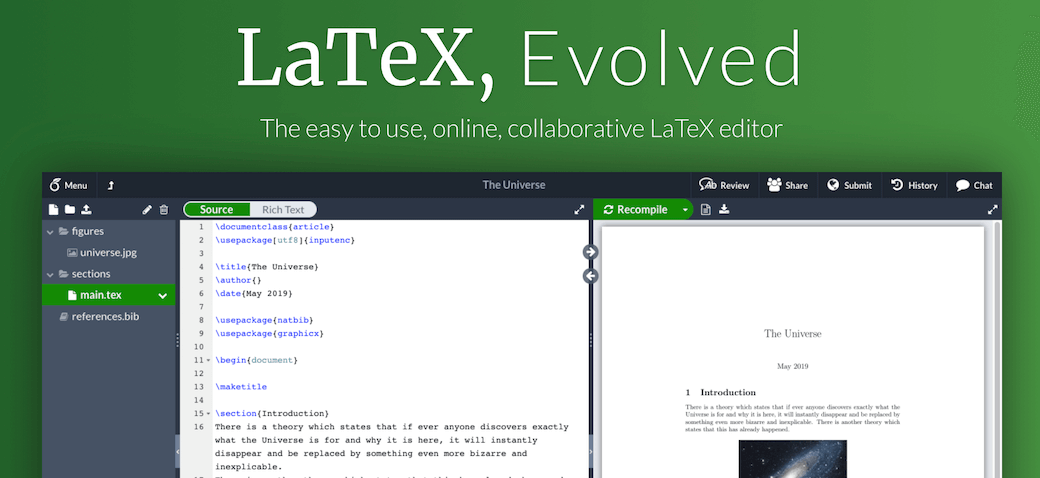 LaTeX, Evolved
The easy to use, online, collaborative LaTeX editor
Menu
The Universe
Review
Share
Submit
History
Chat
Source
Rich Text
Recompile
figures
universe.jpg
sections
main.tex
references.bib
1 \documentclass{article}
2 \usepackage[utf8]{inputenc}
3
4 \title{The Universe}
5 \author{}
6 \date{May 2019}
7
8 \usepackage{natbib}
9 \usepackage{graphicx}
10
11 \begin{document}
12
13 \maketitle
14
15 \section{Introduction}
16 There is a theory which states that if ever anyone discovers exactly
what the Universe is for and why it is here, it will instantly
disappear and be replaced by something even more bizarre and
inexplicable.
The Universe
May 2019
1 Introduction
There is a theory which states that if ever anyone discovers exactly what the
Universe is for and why it is here, it will instantly disappear and be replaced by
something even more bizarre and inexplicable. There is another theory which
states that this has already happened.